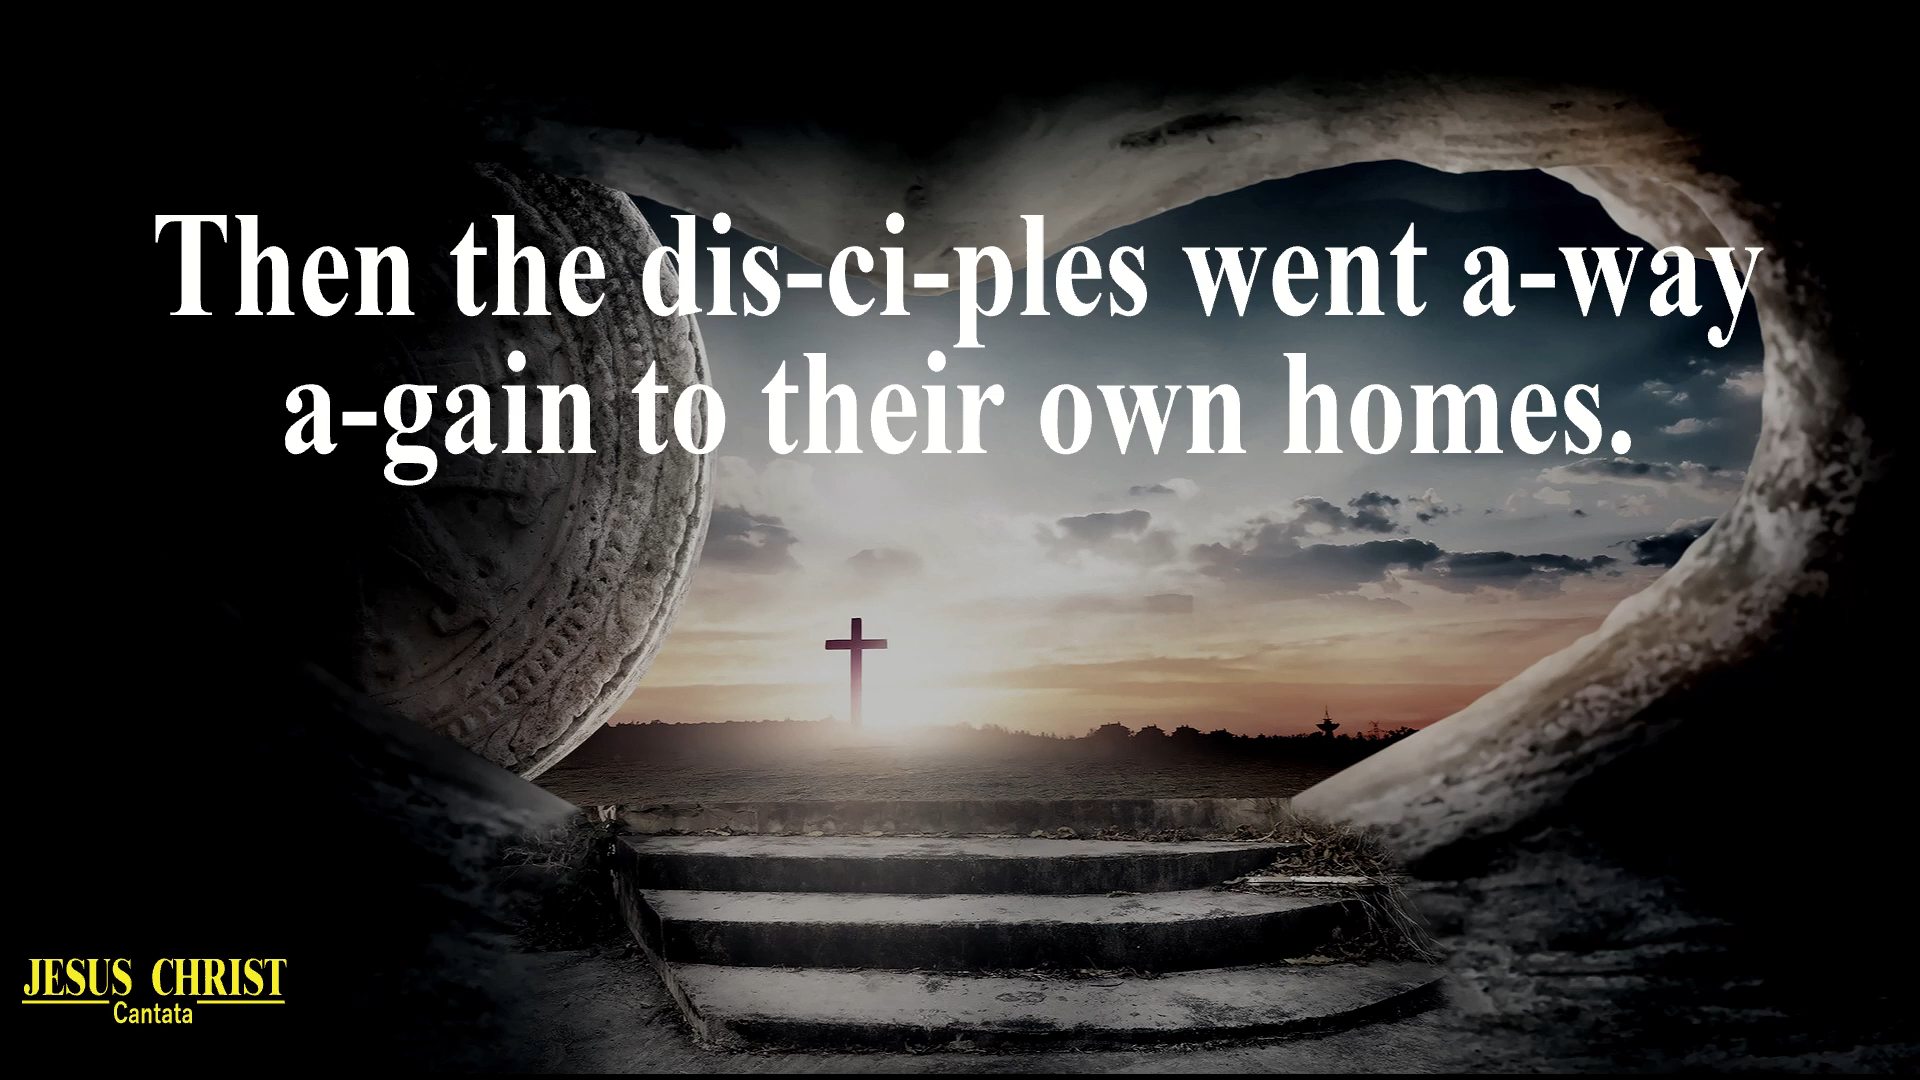 Then the dis-ci-ples went a-way
a-gain to their own homes.
JESUS CHRIST
Cantata